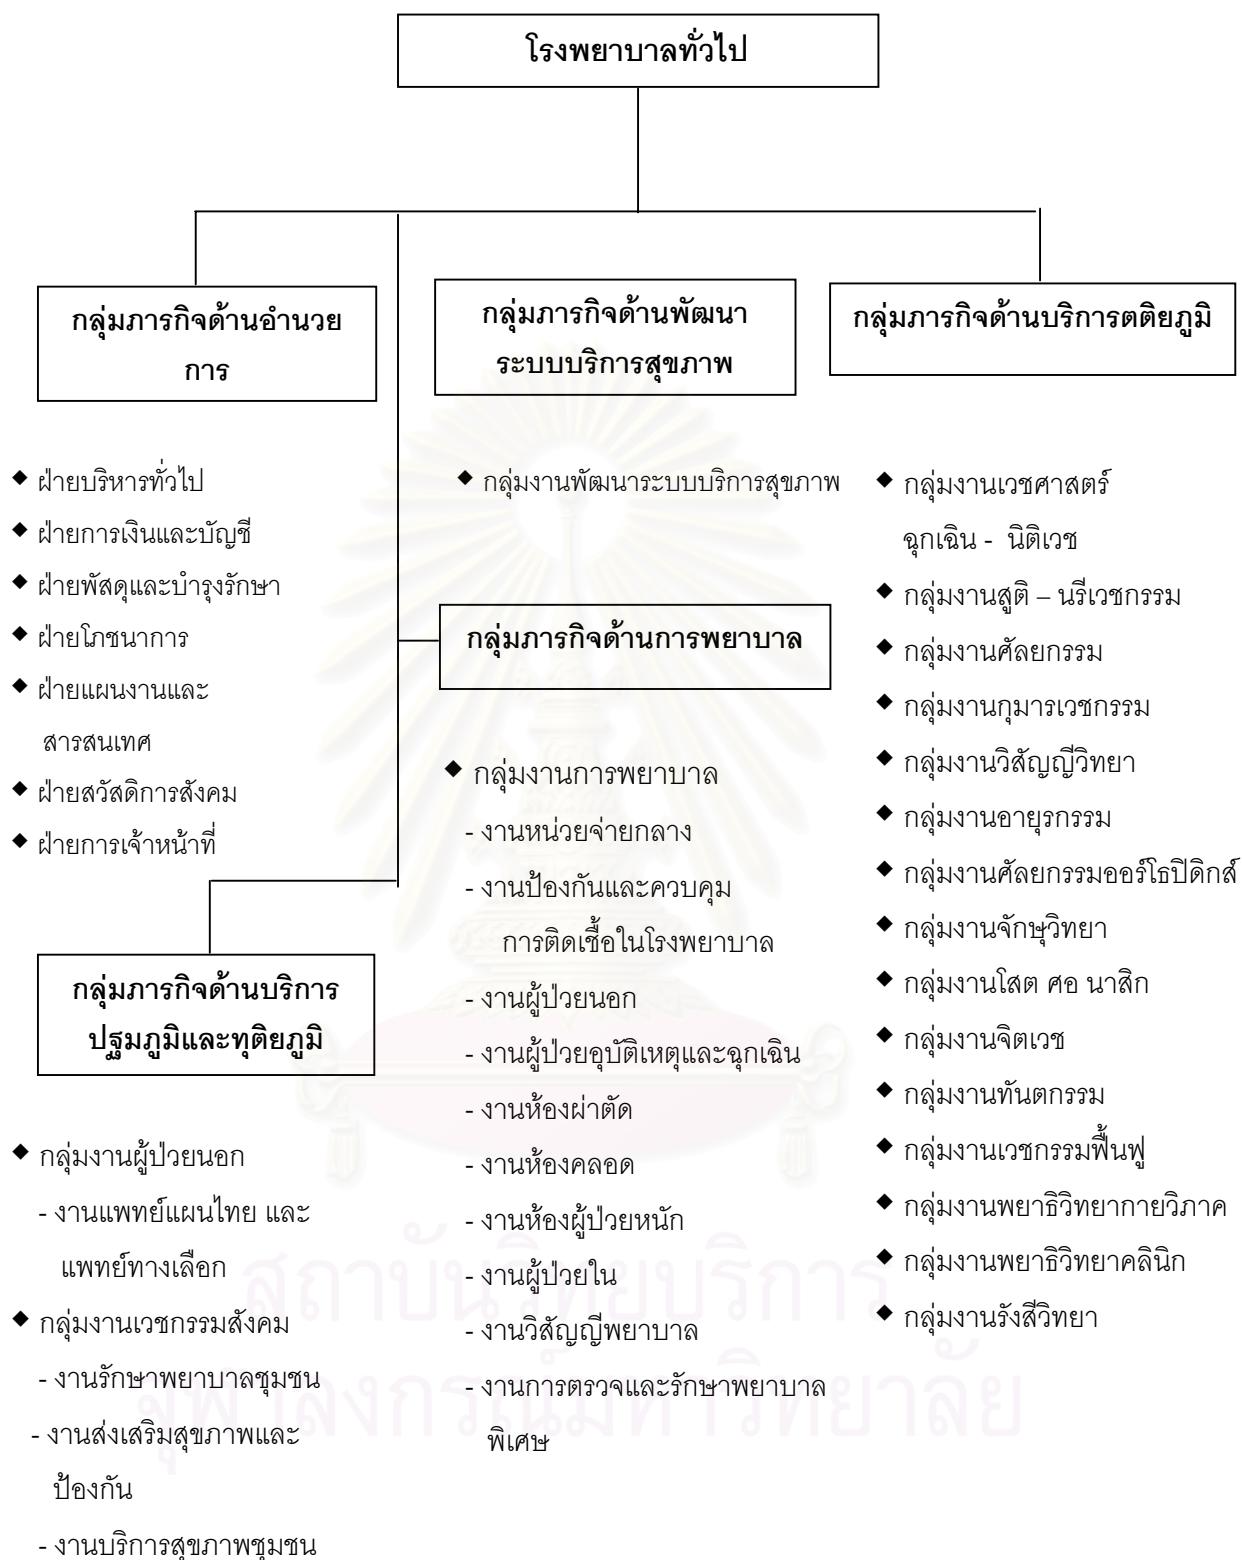 โรงพยาบาลทั่วไป
กลุ่มภารกิจด้านอำนวย
การ
กลุ่มภารกิจด้านพัฒนา
ระบบบริการสุขภาพ
กลุ่มภารกิจด้านบริการตติยภูมิ
◆ ฝ่ายบริหารทั่วไป
◆ ฝ่ายการเงินและบัญชี
◆ ฝ่ายพัสดุและบำรุงรักษา
◆ ฝ่ายโภชนาการ
◆ ฝ่ายแผนงานและ
สารสนเทศ
◆ ฝ่ายสวัสดิการสังคม
◆ ฝ่ายการเจ้าหน้าที่
กลุ่มภารกิจด้านบริการ
ปฐมภูมิและทุติยภูมิ
◆ กลุ่มงานผู้ป่วยนอก
- งานแพทย์แผนไทย และ
แพทย์ทางเลือก
◆ กลุ่มงานเวชกรรมสังคม
- งานรักษาพยาบาลชุมชน
- งานส่งเสริมสุขภาพและ
ป้องกัน
- งานบริการสุขภาพชุมชน
◆ กลุ่มงานพัฒนาระบบบริการสุขภาพ
กลุ่มภารกิจด้านการพยาบาล
◆ กลุ่มงานการพยาบาล
- งานหน่วยจ่ายกลาง
- งานป้องกันและควบคุม
การติดเชื้อในโรงพยาบาล
- งานผู้ป่วยนอก
- งานผู้ป่วยอุบัติเหตุและฉุกเฉิน
- งานห้องผ่าตัด
- งานห้องคลอด
- งานห้องผู้ป่วยหนัก
- งานผู้ป่วยใน
- งานวิสัญญีพยาบาล
- งานการตรวจและรักษาพยาบาล
พิเศษ
◆ กลุ่มงานเวชศาสตร์
ฉุกเฉิน - นิติเวช
◆ กลุ่มงานสูติ – นรีเวชกรรม
◆ กลุ่มงานศัลยกรรม
◆ กลุ่มงานกุมารเวชกรรม
◆ กลุ่มงานวิสัญญีวิทยา
◆ กลุ่มงานอายุรกรรม
◆ กลุ่มงานศัลยกรรมออร์โธปิดิกส์
◆ กลุ่มงานจักษุวิทยา
◆ กลุ่มงานโสต ศอ นาสิก
◆ กลุ่มงานจิตเวช
◆ กลุ่มงานทันตกรรม
◆ กลุ่มงานเวชกรรมฟื้นฟู
◆ กลุ่มงานพยาธิวิทยากายวิภาค
◆ กลุ่มงานพยาธิวิทยาคลินิก
◆ กลุ่มงานรังสีวิทยา
สถาบันวิทยบริการ
จุฬาลงกรณ์มหาวิทยาลัย